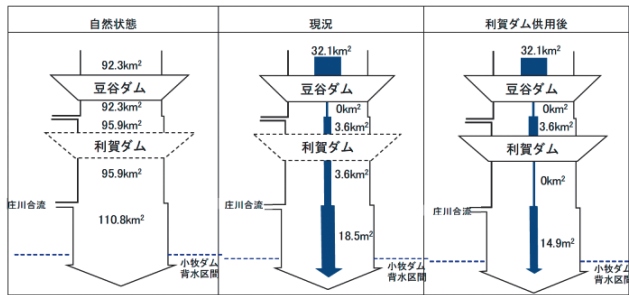 自然状態
92.3km²
豆谷ダム
92.3km²
95.9km²
利賀ダム
95.9km²
庄川合流
110.8km²
小牧ダム
背水区間
現況
32.1km²
豆谷ダム
0km²
3.6km²
利賀ダム
3.6km²
18.5m²
小牧ダム
背水区間
利賀ダム供用後
32.1km²
豆谷ダム
0km²
3.6km²
利賀ダム
0km²
庄川合流
14.9m²
小牧ダム
背水区間